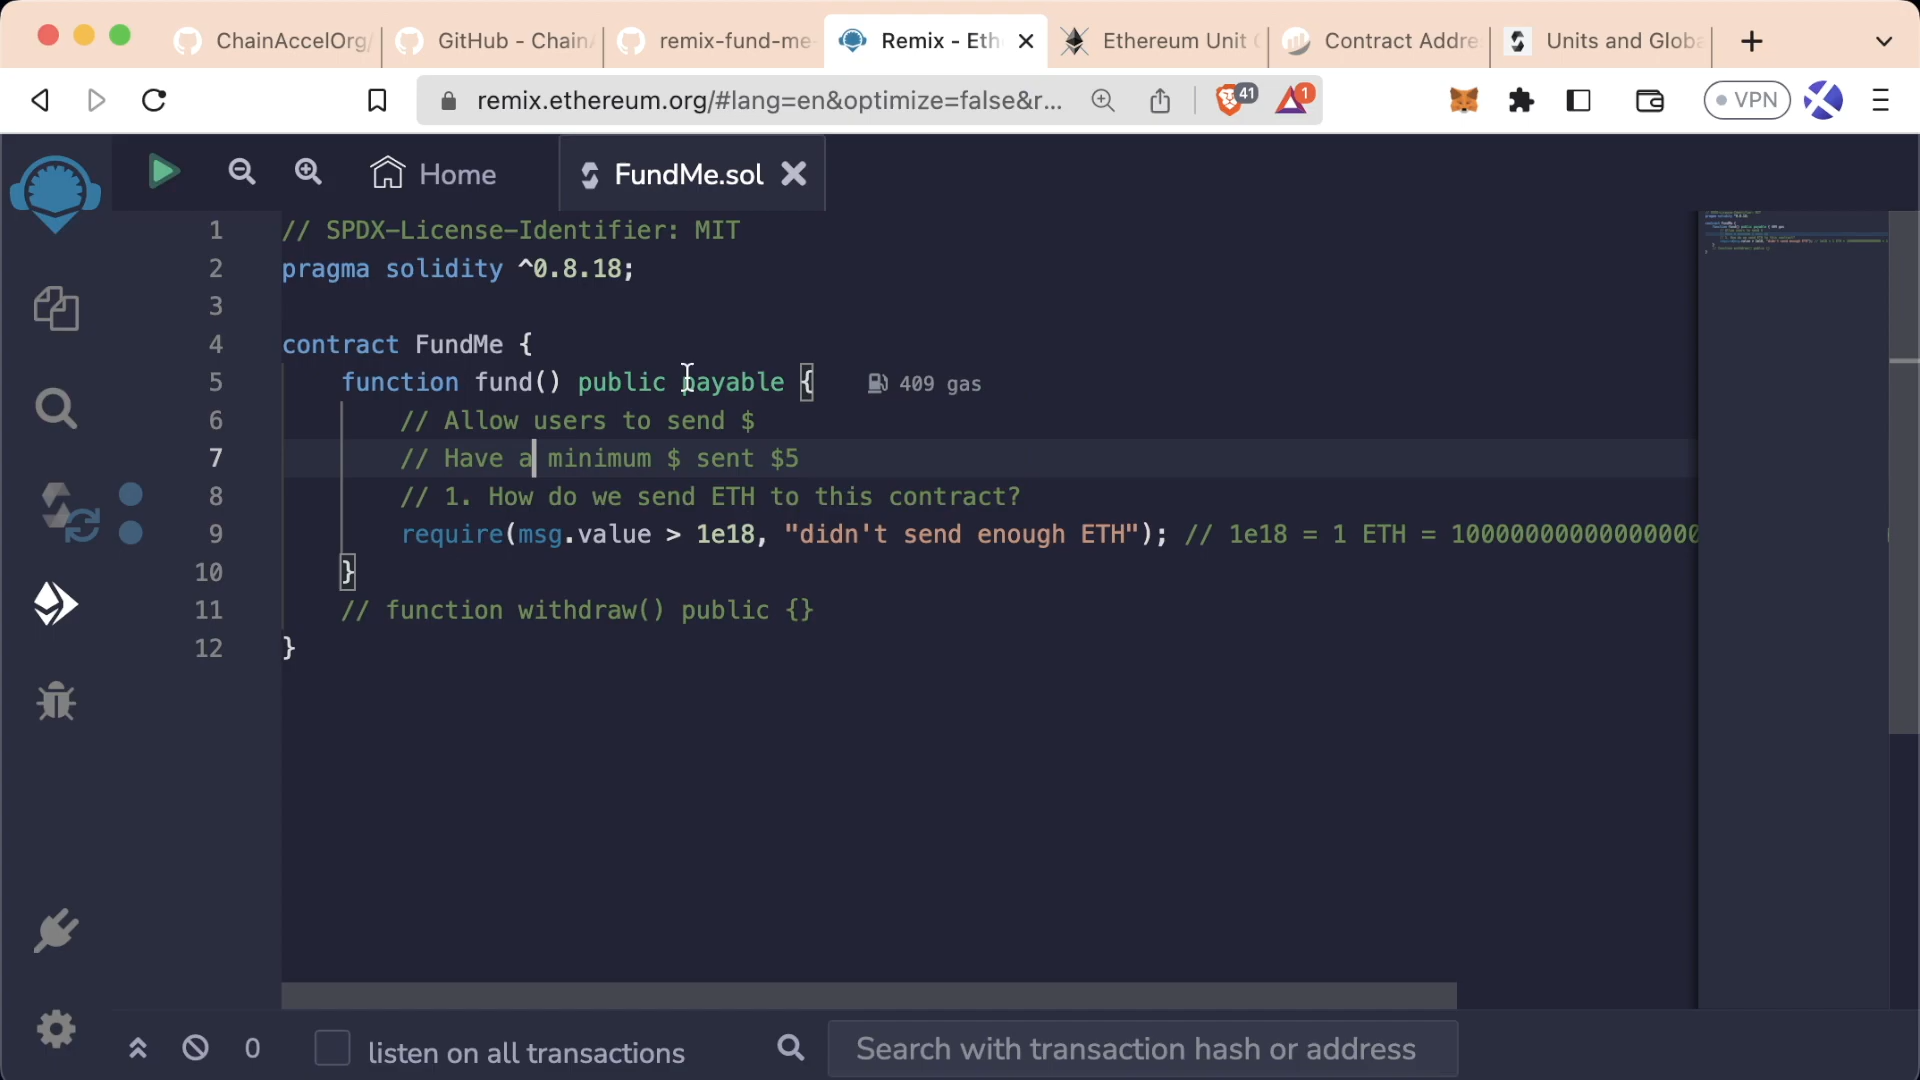 ChainAccelOrg/
GitHub - Chain
remix-fund-me
Remix - Eth
Ethereum Unit
Contract Addre
Units and Globa
remix.ethereum.org/#lang=en&optimize=false&r...
41
1
VPN
Home
FundMe.sol
1 // SPDX-License-Identifier: MIT
2 pragma solidity ^0.8.18;
3
4 contract FundMe {
5 function fund() public payable { 409 gas
6 // Allow users to send $
7 // Have a minimum $ sent $5
8 // 1. How do we send ETH to this contract?
9 require(msg.value > 1e18, "didn't send enough ETH"); // 1e18 = 1 ETH = 10000000000000000
10 }
11 // function withdraw() public {}
12 }
0
listen on all transactions
Search with transaction hash or address